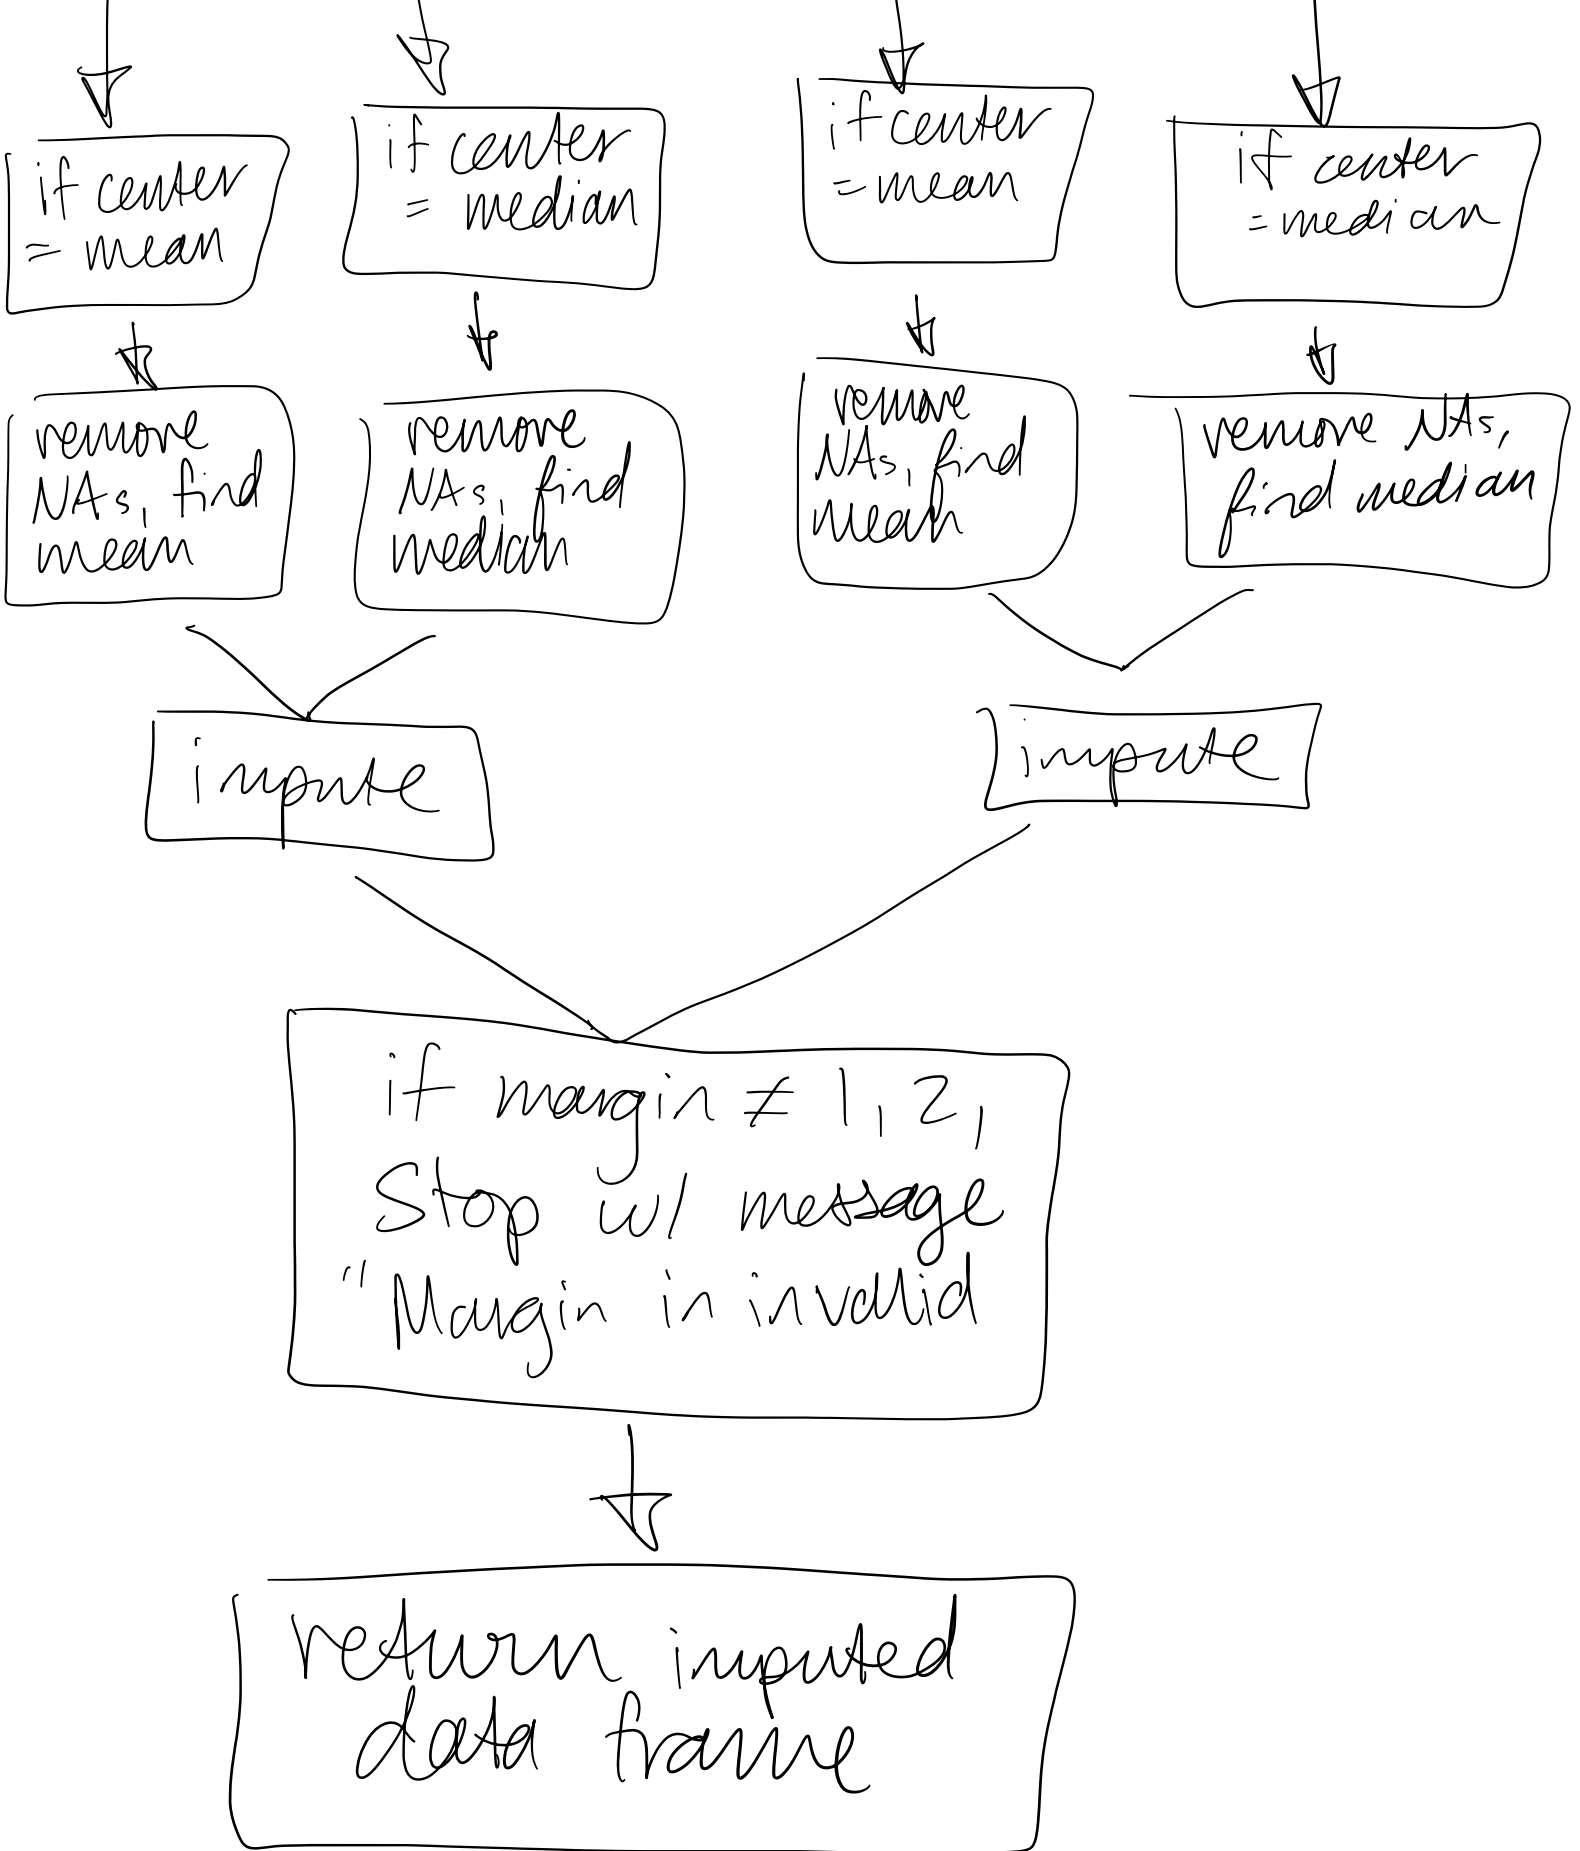 if center
= mean
if center
= median
if center
= mean
if center
= median
remove
NAs, find
mean
remove
NAs, find
median
remove
NAs, find
mean
remove NAs,
find median
impute
impute
if margin ≠ 1, 2,
Stop w/ message
"Margin in invalid
return imputed
data frame